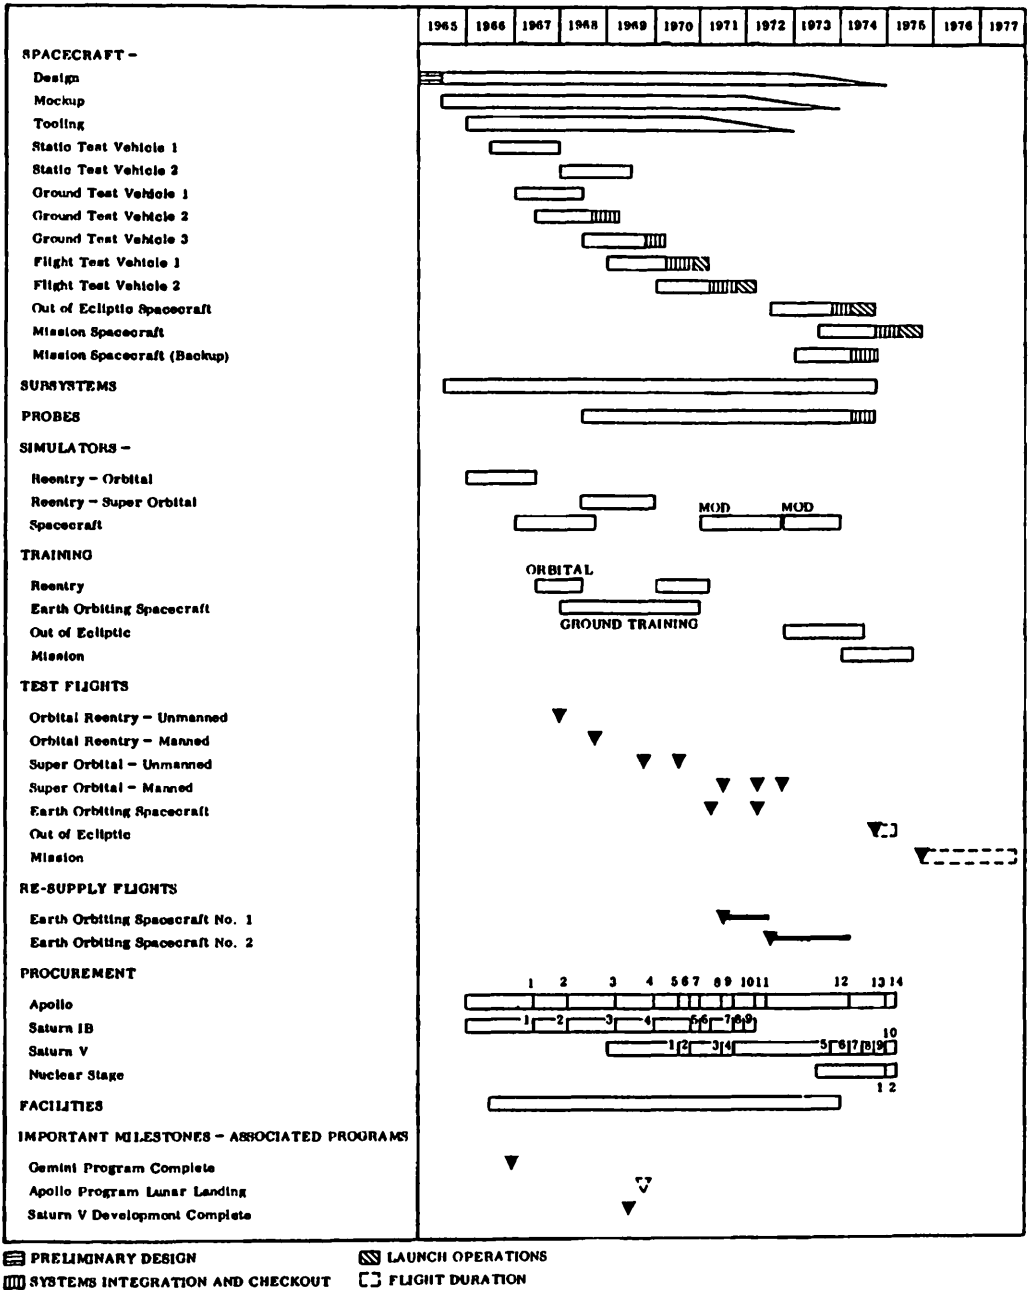 1965 1966 1967 1968 1969 1970 1971 1972 1973 1974 1975 1976 1977
SPACECRAFT –
Design
Mockup
Tooling
Static Test Vehicle 1
Static Test Vehicle 2
Ground Test Vehicle 1
Ground Test Vehicle 2
Ground Test Vehicle 3
Flight Test Vehicle 1
Flight Test Vehicle 2
Out of Ecliptic Spacecraft
Mission Spacecraft
Mission Spacecraft (Backup)
SUBSYSTEMS
PROBES
SIMULATORS –
Reentry – Orbital
Reentry – Super Orbital
Spacecraft MOD MOD
TRAINING
ORBITAL
Reentry
Earth Orbiting Spacecraft
GROUND TRAINING
Out of Ecliptic
Mission
TEST FLIGHTS
Orbital Reentry – Unmanned
Orbital Reentry – Manned
Super Orbital – Unmanned
Super Orbital – Manned
Earth Orbiting Spacecraft
Out of Ecliptic
Mission
RE-SUPPLY FLIGHTS
Earth Orbiting Spacecraft No. 1
Earth Orbiting Spacecraft No. 2
PROCUREMENT
1 2 3 4 5 6 7 8 9 10 11 12 13 14
Apollo
Saturn IB 1 2 3 4 5 6 7 8 9
10
Saturn V 1 2 3 4 5 6 7 8 9
Nuclear Stage
1 2
FACILITIES
IMPORTANT MILESTONES – ASSOCIATED PROGRAMS
Gemini Program Complete
Apollo Program Lunar Landing
Saturn V Development Complete
PRELIMINARY DESIGN LAUNCH OPERATIONS
SYSTEMS INTEGRATION AND CHECKOUT FLIGHT DURATION